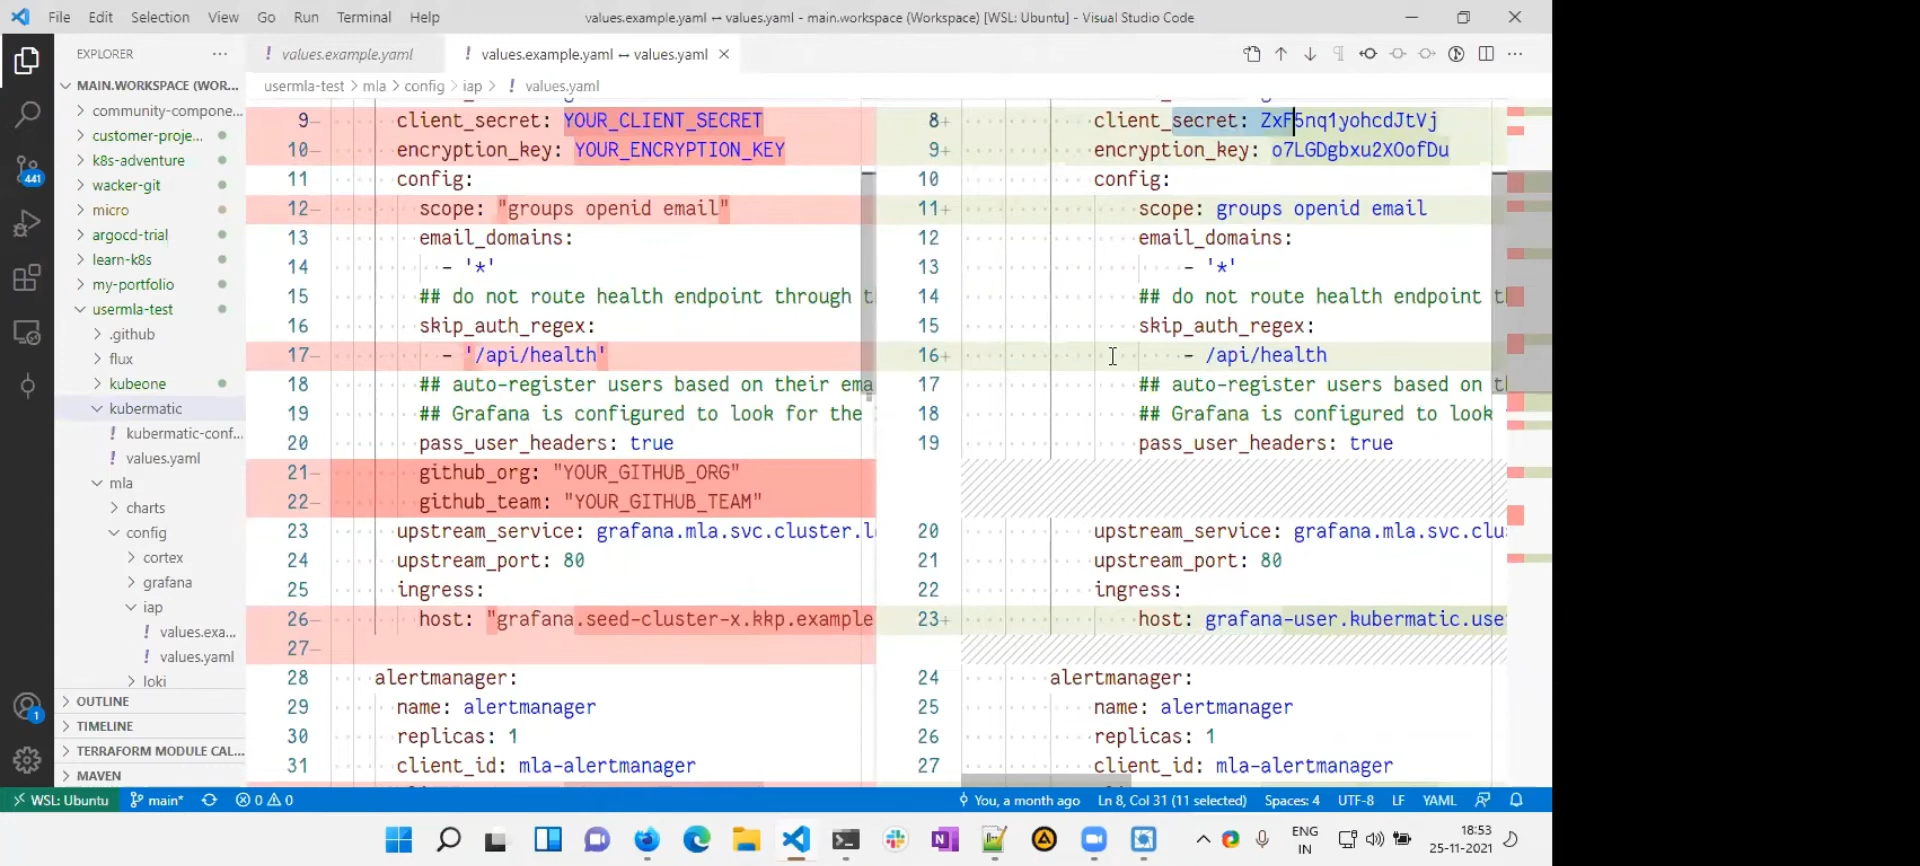 File Edit Selection View Go Run Terminal Help
values.example.yaml ↔ values.yaml - main.workspace (Workspace) [WSL: Ubuntu] - Visual Studio Code
EXPLORER ···
! values.example.yaml
! values.example.yaml ↔ values.yaml
usermla-test > mla > config > iap > ! values.yaml
MAIN.WORKSPACE (WOR...
community-compone...
customer-proje...
k8s-adventure
wacker-git
micro
argocd-trial
learn-k8s
my-portfolio
usermla-test
.github
flux
kubeone
kubermatic
! kubermatic-conf...
! values.yaml
mla
charts
config
cortex
grafana
iap
! values.exa...
! values.yaml
loki
OUTLINE
TIMELINE
TERRAFORM MODULE CAL...
MAVEN
441
1
9– client_secret: YOUR_CLIENT_SECRET
10– encryption_key: YOUR_ENCRYPTION_KEY
11 config:
12– scope: "groups openid email"
13 email_domains:
14 - '*'
15 ## do not route health endpoint through t
16 skip_auth_regex:
17– - '/api/health'
18 ## auto-register users based on their ema
19 ## Grafana is configured to look for the
20 pass_user_headers: true
21– github_org: "YOUR_GITHUB_ORG"
22– github_team: "YOUR_GITHUB_TEAM"
23 upstream_service: grafana.mla.svc.cluster.l
24 upstream_port: 80
25 ingress:
26– host: "grafana.seed-cluster-x.kkp.example
27–
28 alertmanager:
29 name: alertmanager
30 replicas: 1
31 client_id: mla-alertmanager
8+ client_secret: ZxF5nq1yohcdJtVj
9+ encryption_key: o7LGDgbxu2XOofDu
10 config:
11+ scope: groups openid email
12 email_domains:
13 - '*'
14 ## do not route health endpoint t
15 skip_auth_regex:
16+ - /api/health
17 ## auto-register users based on t
18 ## Grafana is configured to look
19 pass_user_headers: true
20 upstream_service: grafana.mla.svc.clu
21 upstream_port: 80
22 ingress:
23+ host: grafana-user.kubermatic.use
24 alertmanager:
25 name: alertmanager
26 replicas: 1
27 client_id: mla-alertmanager
WSL: Ubuntu main* 0 0 You, a month ago Ln 8, Col 31 (11 selected) Spaces: 4 UTF-8 LF YAML
ENG
IN
18:53
25-11-2021